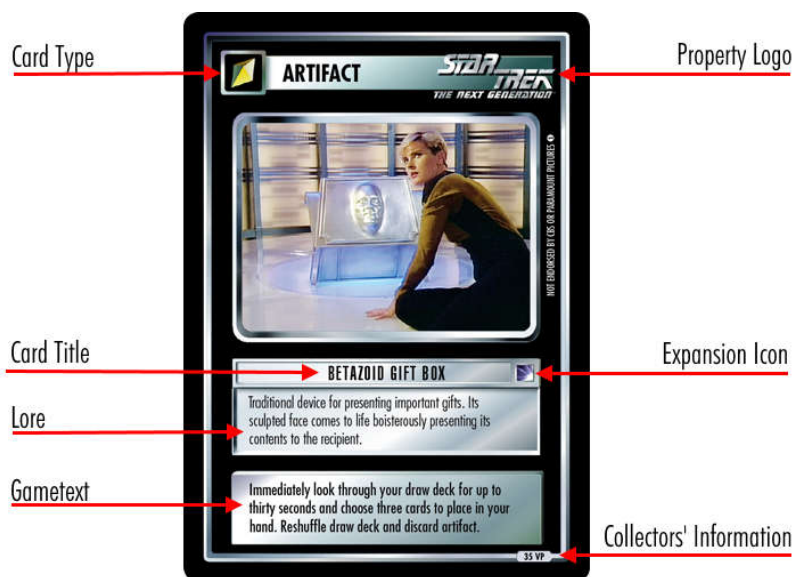 Card Type
ARTIFACT
STAR TREK
THE NEXT GENERATION
Property Logo
NOT ENDORSED BY CBS OR PARAMOUNT PICTURES
Card Title
BETAZOID GIFT BOX
Expansion Icon
Lore
Traditional device for presenting important gifts. Its
sculpted face comes to life boisterously presenting its
contents to the recipient.
Gametext
Immediately look through your draw deck for up to
thirty seconds and choose three cards to place in your
hand. Reshuffle draw deck and discard artifact.
Collectors' Information
35 VP